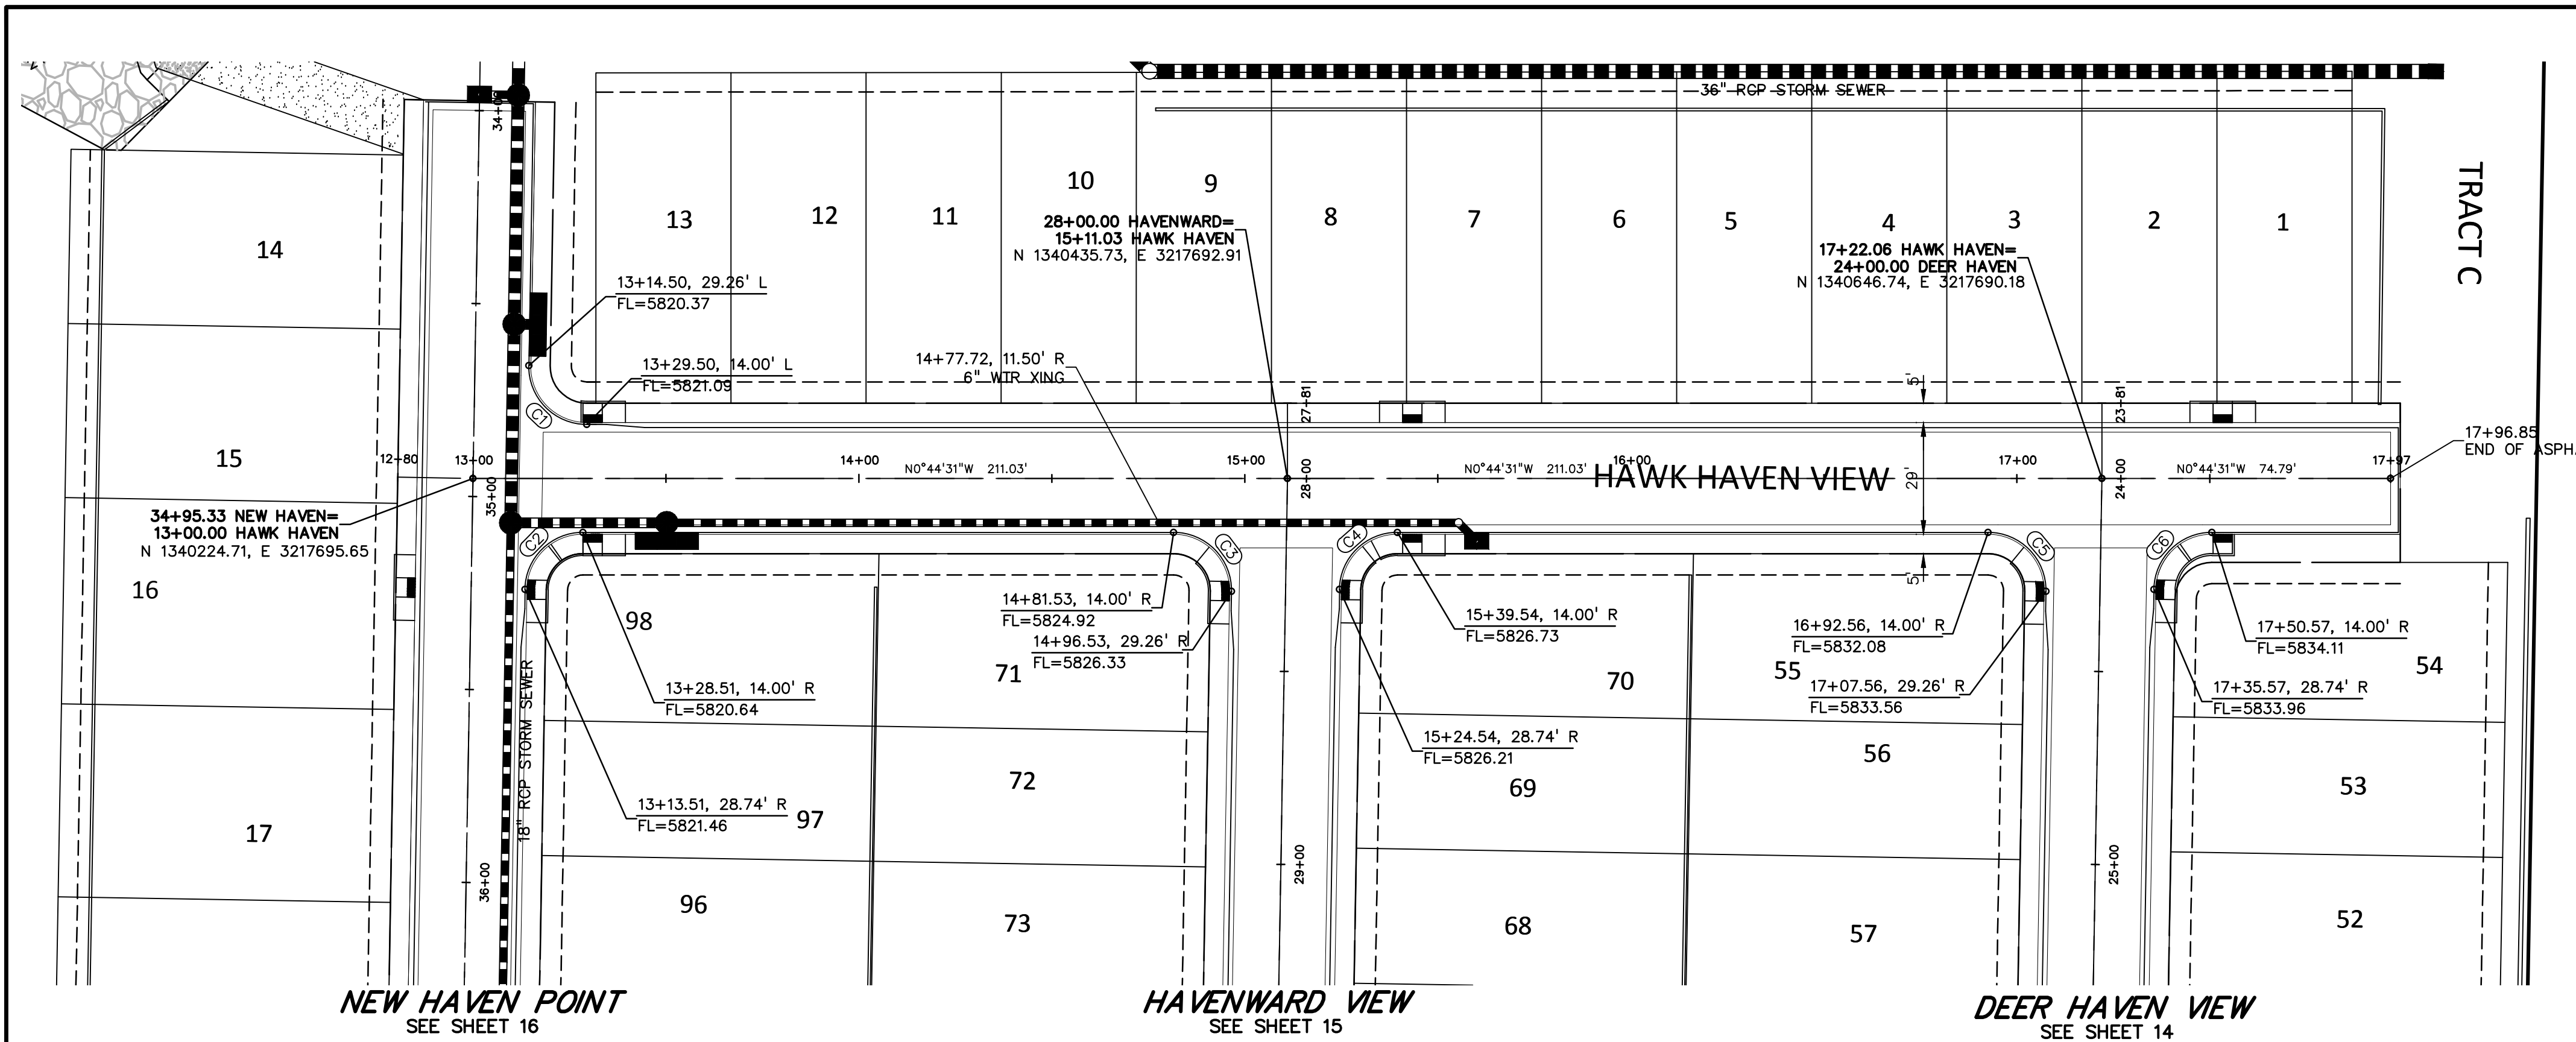 36" RCP STORM SEWER
34+00
14
13
12
11
10
9
8
7
6
5
4
3
2
1
TRACT C
28+00.00 HAVENWARD=
15+11.03 HAWK HAVEN
N 1340435.73, E 3217692.91
17+22.06 HAWK HAVEN=
24+00.00 DEER HAVEN
N 1340646.74, E 3217690.18
13+14.50, 29.26' L
FL=5820.37
13+29.50, 14.00' L
FL=5821.09
14+77.72, 11.50' R
6" WTR XING
C1
27+81
5'
23+81
15
12+80
13+00
14+00
N0°44'31"W 211.03'
15+00
N0°44'31"W 211.03'
16+00
HAWK HAVEN VIEW
29'
17+00
N0°44'31"W 74.79'
17+97
17+96.85
END OF ASPH.
35+00
28+00
24+00
34+95.33 NEW HAVEN=
13+00.00 HAWK HAVEN
N 1340224.71, E 3217695.65
C2
C3
C4
C5
C6
5'
16
98
14+81.53, 14.00' R
FL=5824.92
14+96.53, 29.26' R
FL=5826.33
15+39.54, 14.00' R
FL=5826.73
16+92.56, 14.00' R
FL=5832.08
17+07.56, 29.26' R
FL=5833.56
17+50.57, 14.00' R
FL=5834.11
17+35.57, 28.74' R
FL=5833.96
13+28.51, 14.00' R
FL=5820.64
71
70
55
54
15+24.54, 28.74' R
FL=5826.21
13+13.51, 28.74' R
FL=5821.46
18" RCP STORM SEWER
97
72
69
56
53
17
36+00
96
73
29+00
68
57
25+00
52
NEW HAVEN POINT
SEE SHEET 16
HAVENWARD VIEW
SEE SHEET 15
DEER HAVEN VIEW
SEE SHEET 14